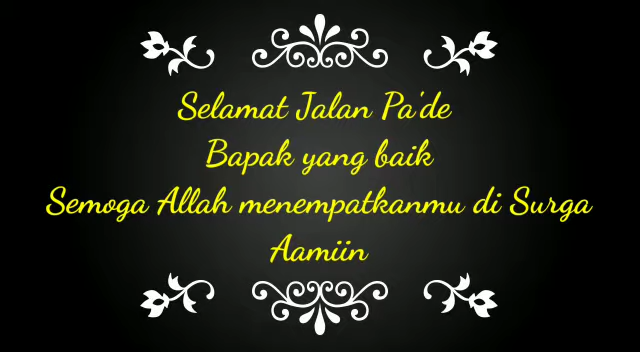 Selamat Jalan Pa'de
Bapak yang baik
Semoga Allah menempatkanmu di Surga
Aamiin